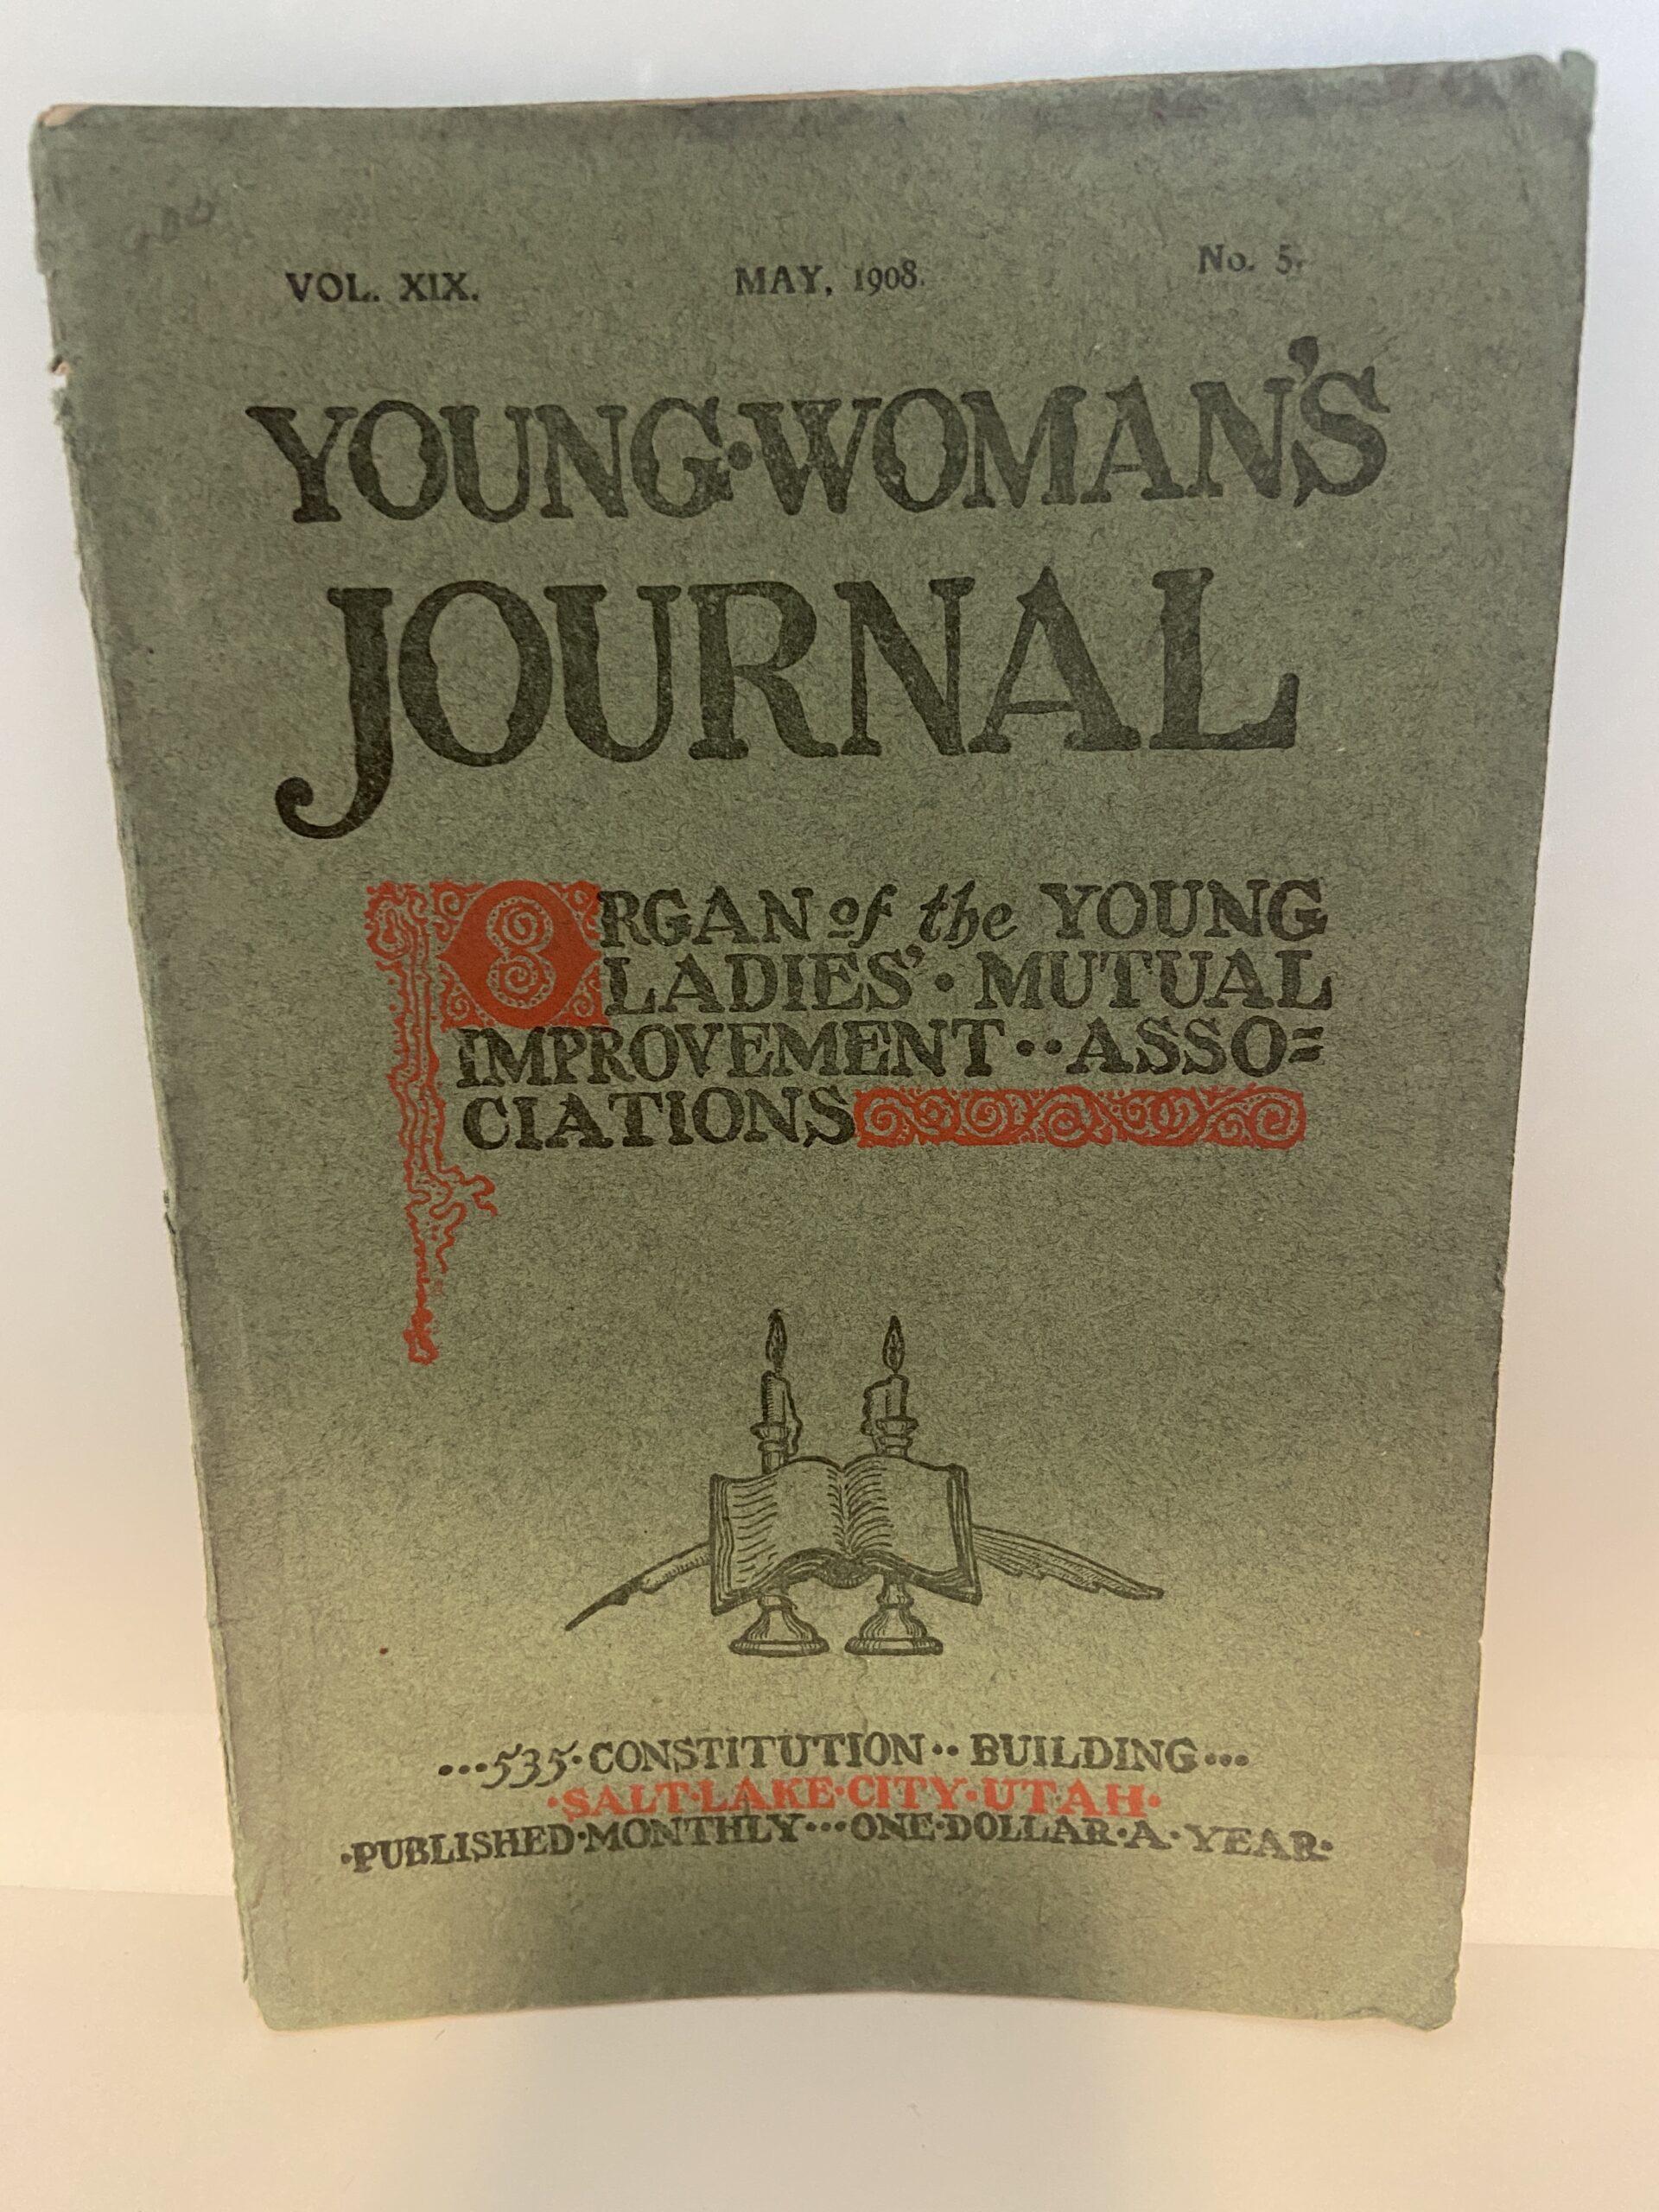 VOL. XIX. MAY, 1908. No. 5.
YOUNG·WOMAN'S
JOURNAL
ORGAN of the YOUNG
LADIES'· MUTUAL
IMPROVEMENT··ASSO=
CIATIONS
...535·CONSTITUTION·· BUILDING...
·SALT·LAKE·CITY·UTAH·
·PUBLISHED·MONTHLY···ONE·DOLLAR·A·YEAR·